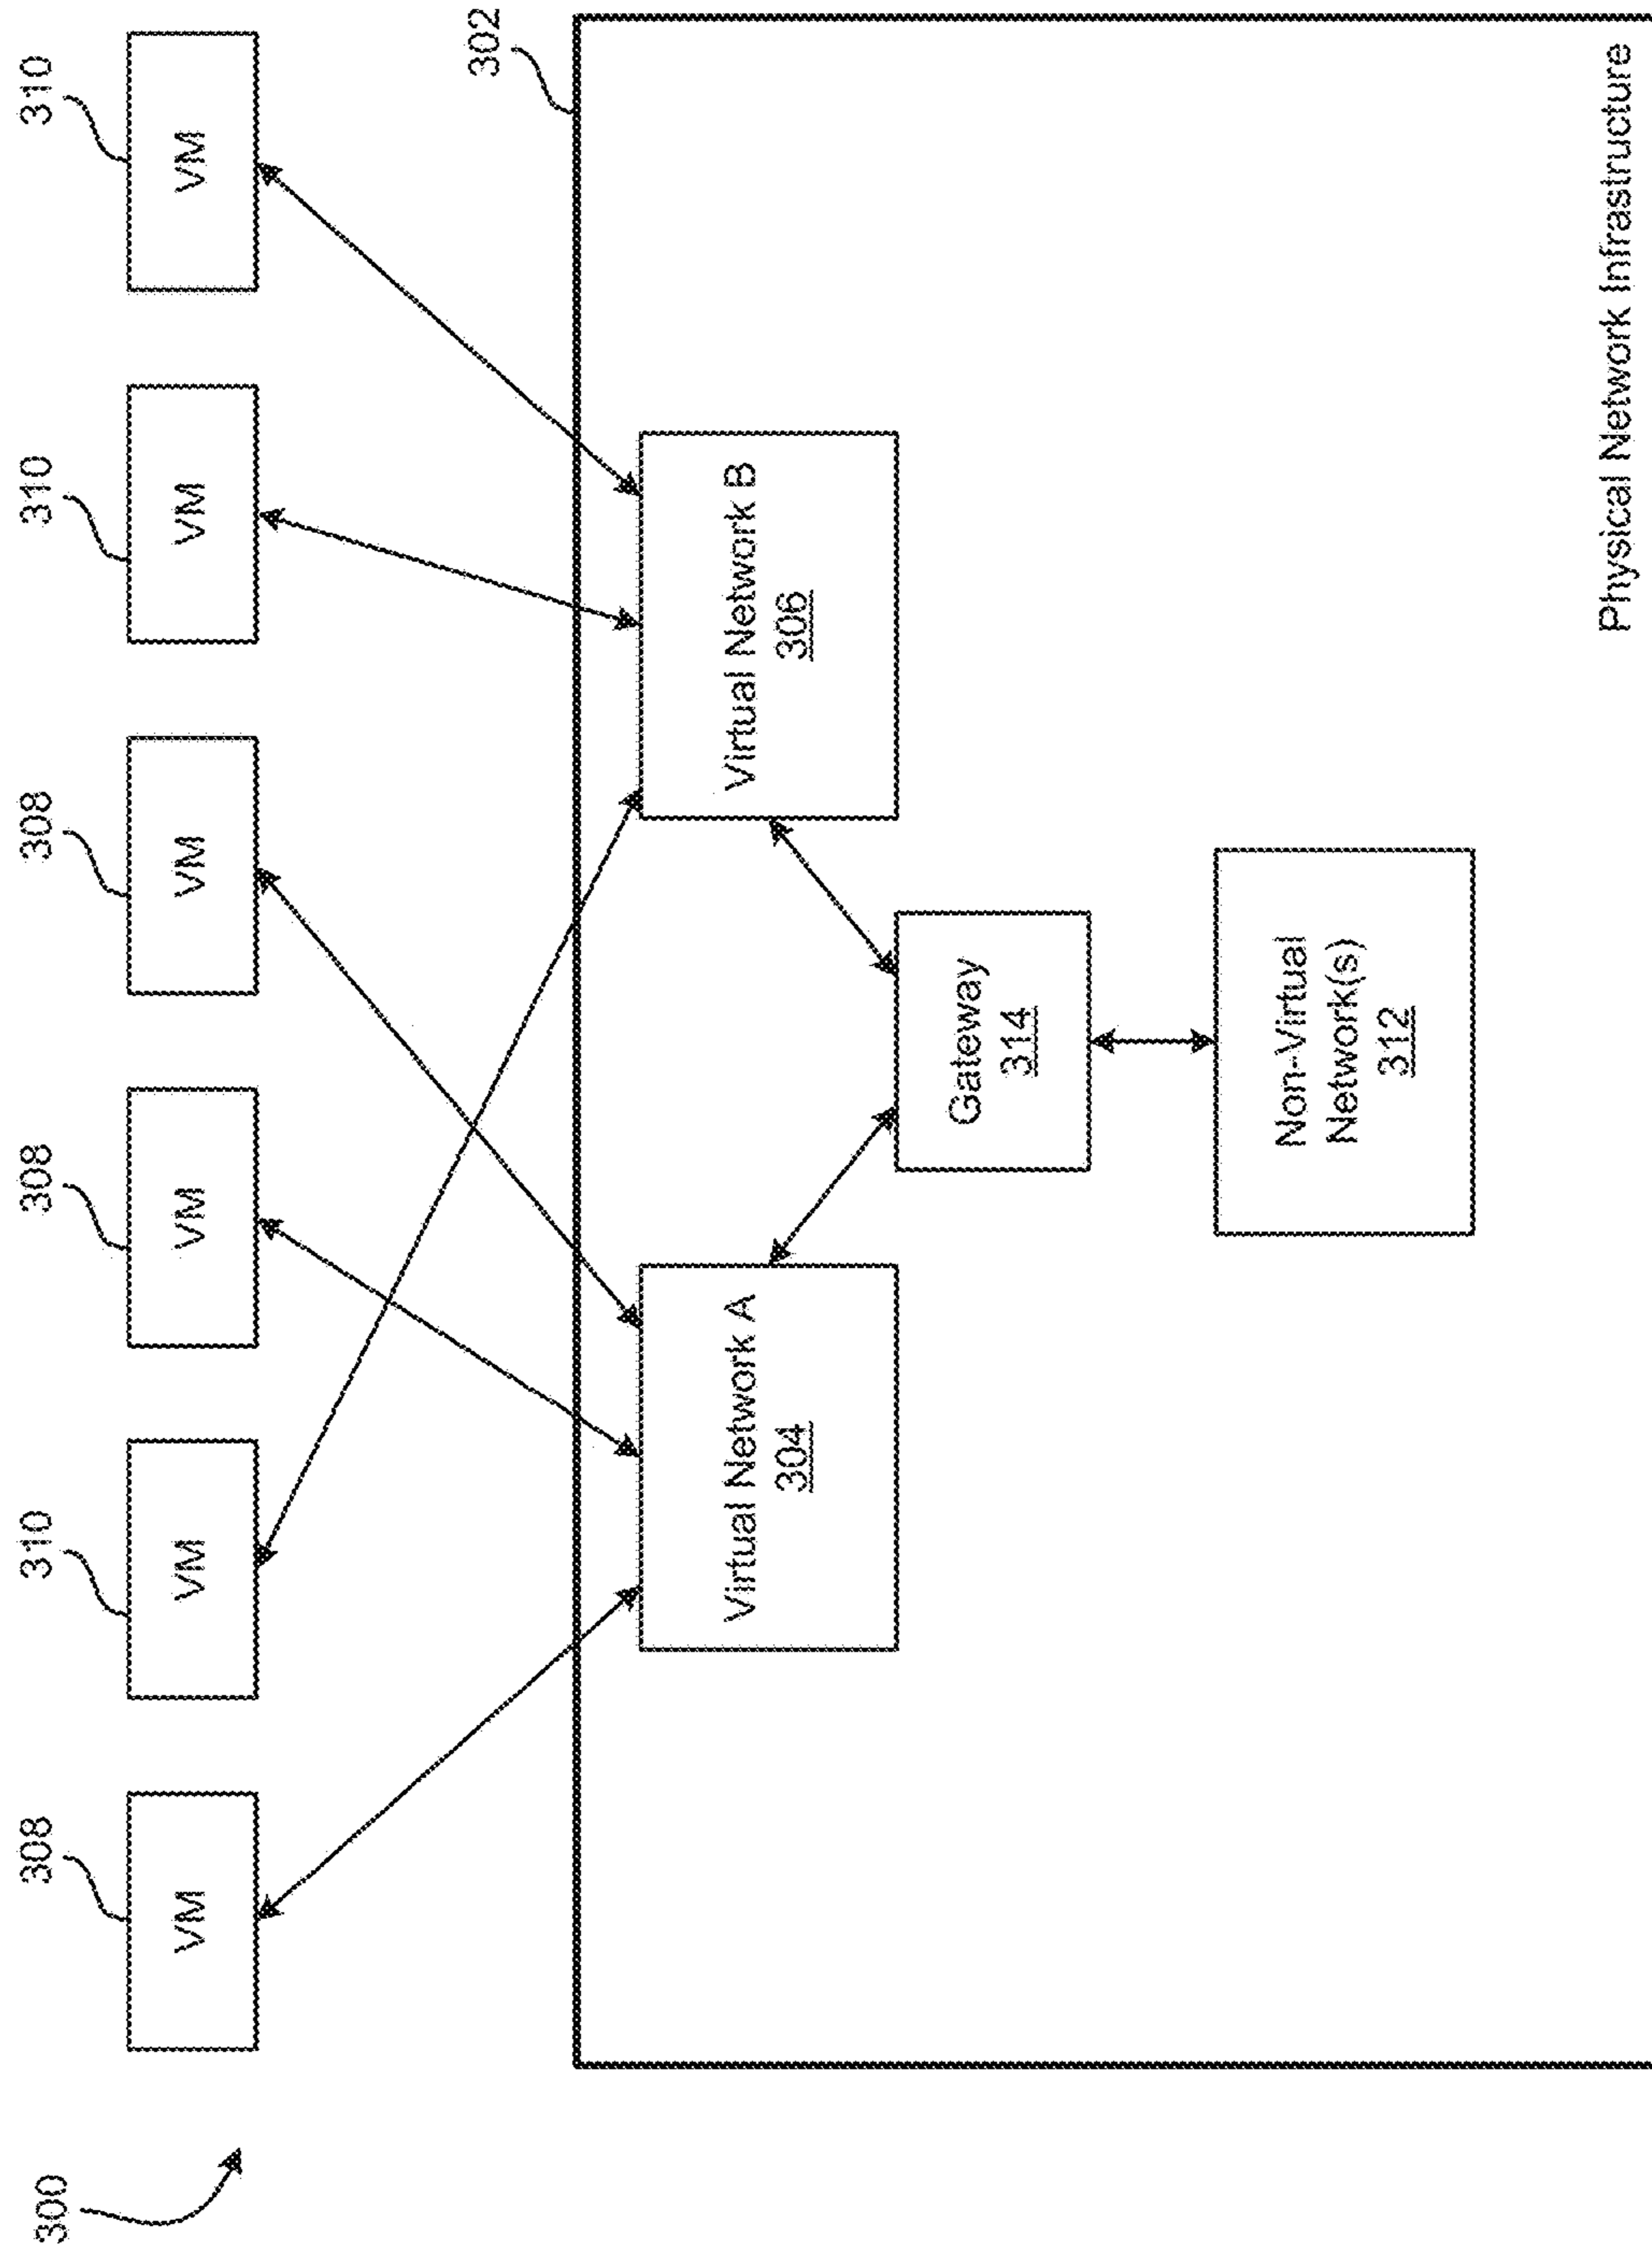 300
308
310
308
308
310
310
VM
VM
VM
VM
VM
VM
302
Virtual Network A
304
Virtual Network B
306
Gateway
314
Non-Virtual
Network(s)
312
Physical Network Infrastructure